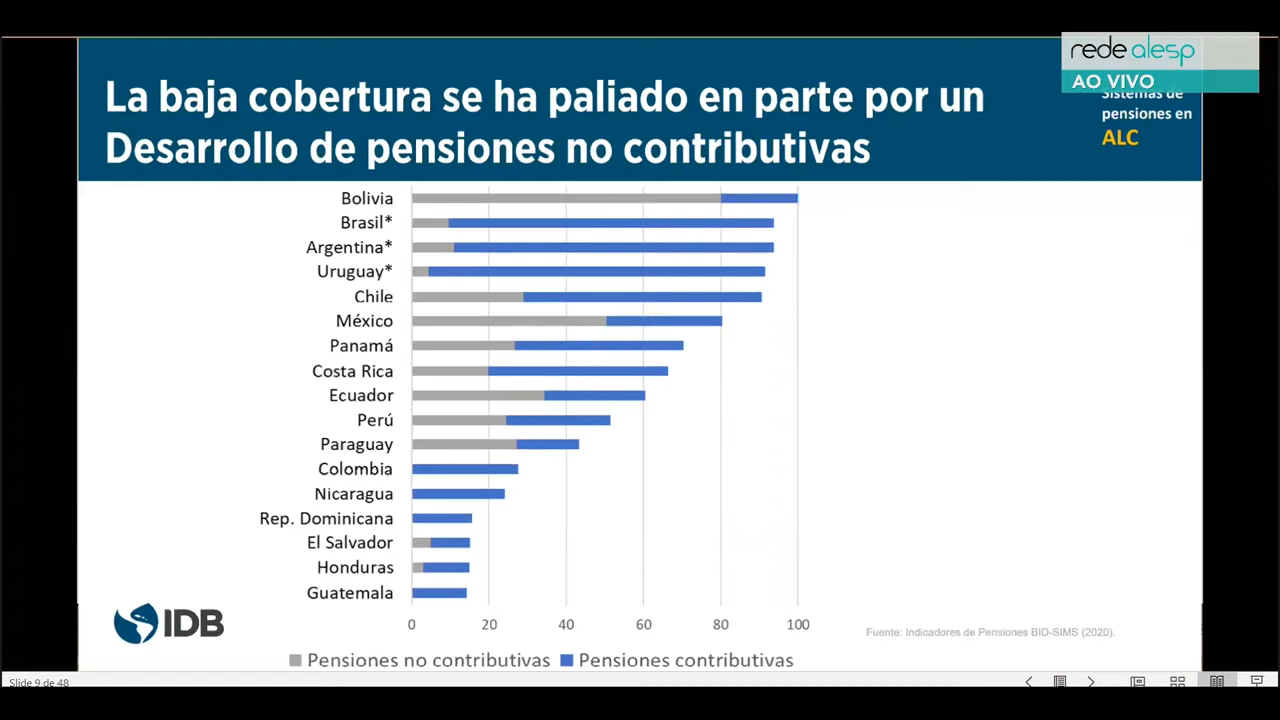 rede alesp
AO VIVO
La baja cobertura se ha paliado en parte por un
Desarrollo de pensiones no contributivas
Sistemas de
pensiones en
ALC
Bolivia
Brasil*
Argentina*
Uruguay*
Chile
México
Panamá
Costa Rica
Ecuador
Perú
Paraguay
Colombia
Nicaragua
Rep. Dominicana
El Salvador
Honduras
Guatemala
0 20 40 60 80 100
IDB
Fuente: Indicadores de Pensiones BID-SIMS (2020).
Pensiones no contributivas Pensiones contributivas
Slide 9 de 48